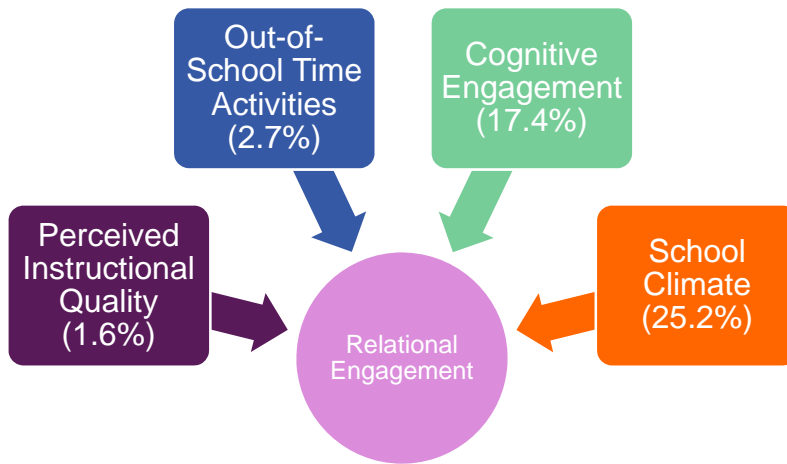 Out-of-
School Time
Activities
(2.7%)
Cognitive
Engagement
(17.4%)
Perceived
Instructional
Quality
(1.6%)
School
Climate
(25.2%)
Relational
Engagement